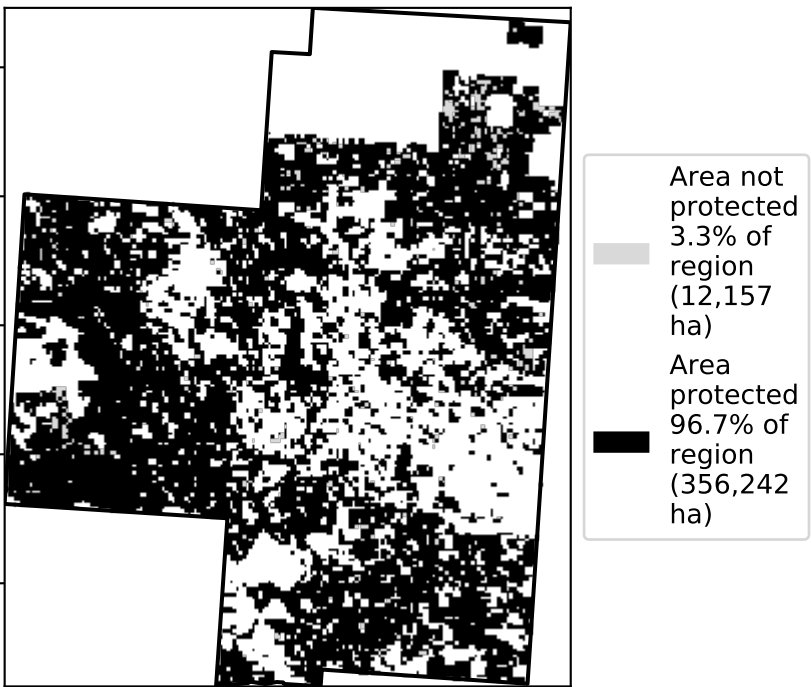 Area not
protected
3.3% of
region
(12,157
ha)
Area
protected
96.7% of
region
(356,242
ha)